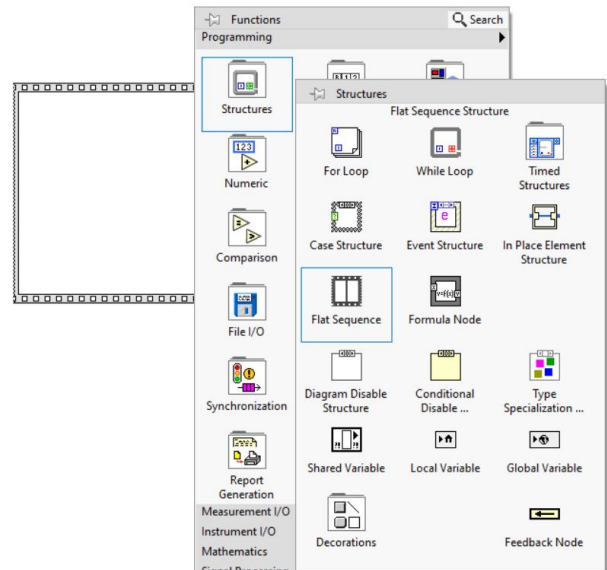 Functions
Search
Programming
Structures
Numeric
Comparison
File I/O
Synchronization
Report
Generation
Measurement I/O
Instrument I/O
Mathematics
Signal Processing
Structures
Flat Sequence Structure
For Loop
While Loop
Timed
Structures
Case Structure
Event Structure
In Place Element
Structure
Flat Sequence
Formula Node
Diagram Disable
Structure
Conditional
Disable ...
Type
Specialization ...
Shared Variable
Local Variable
Global Variable
Decorations
Feedback Node